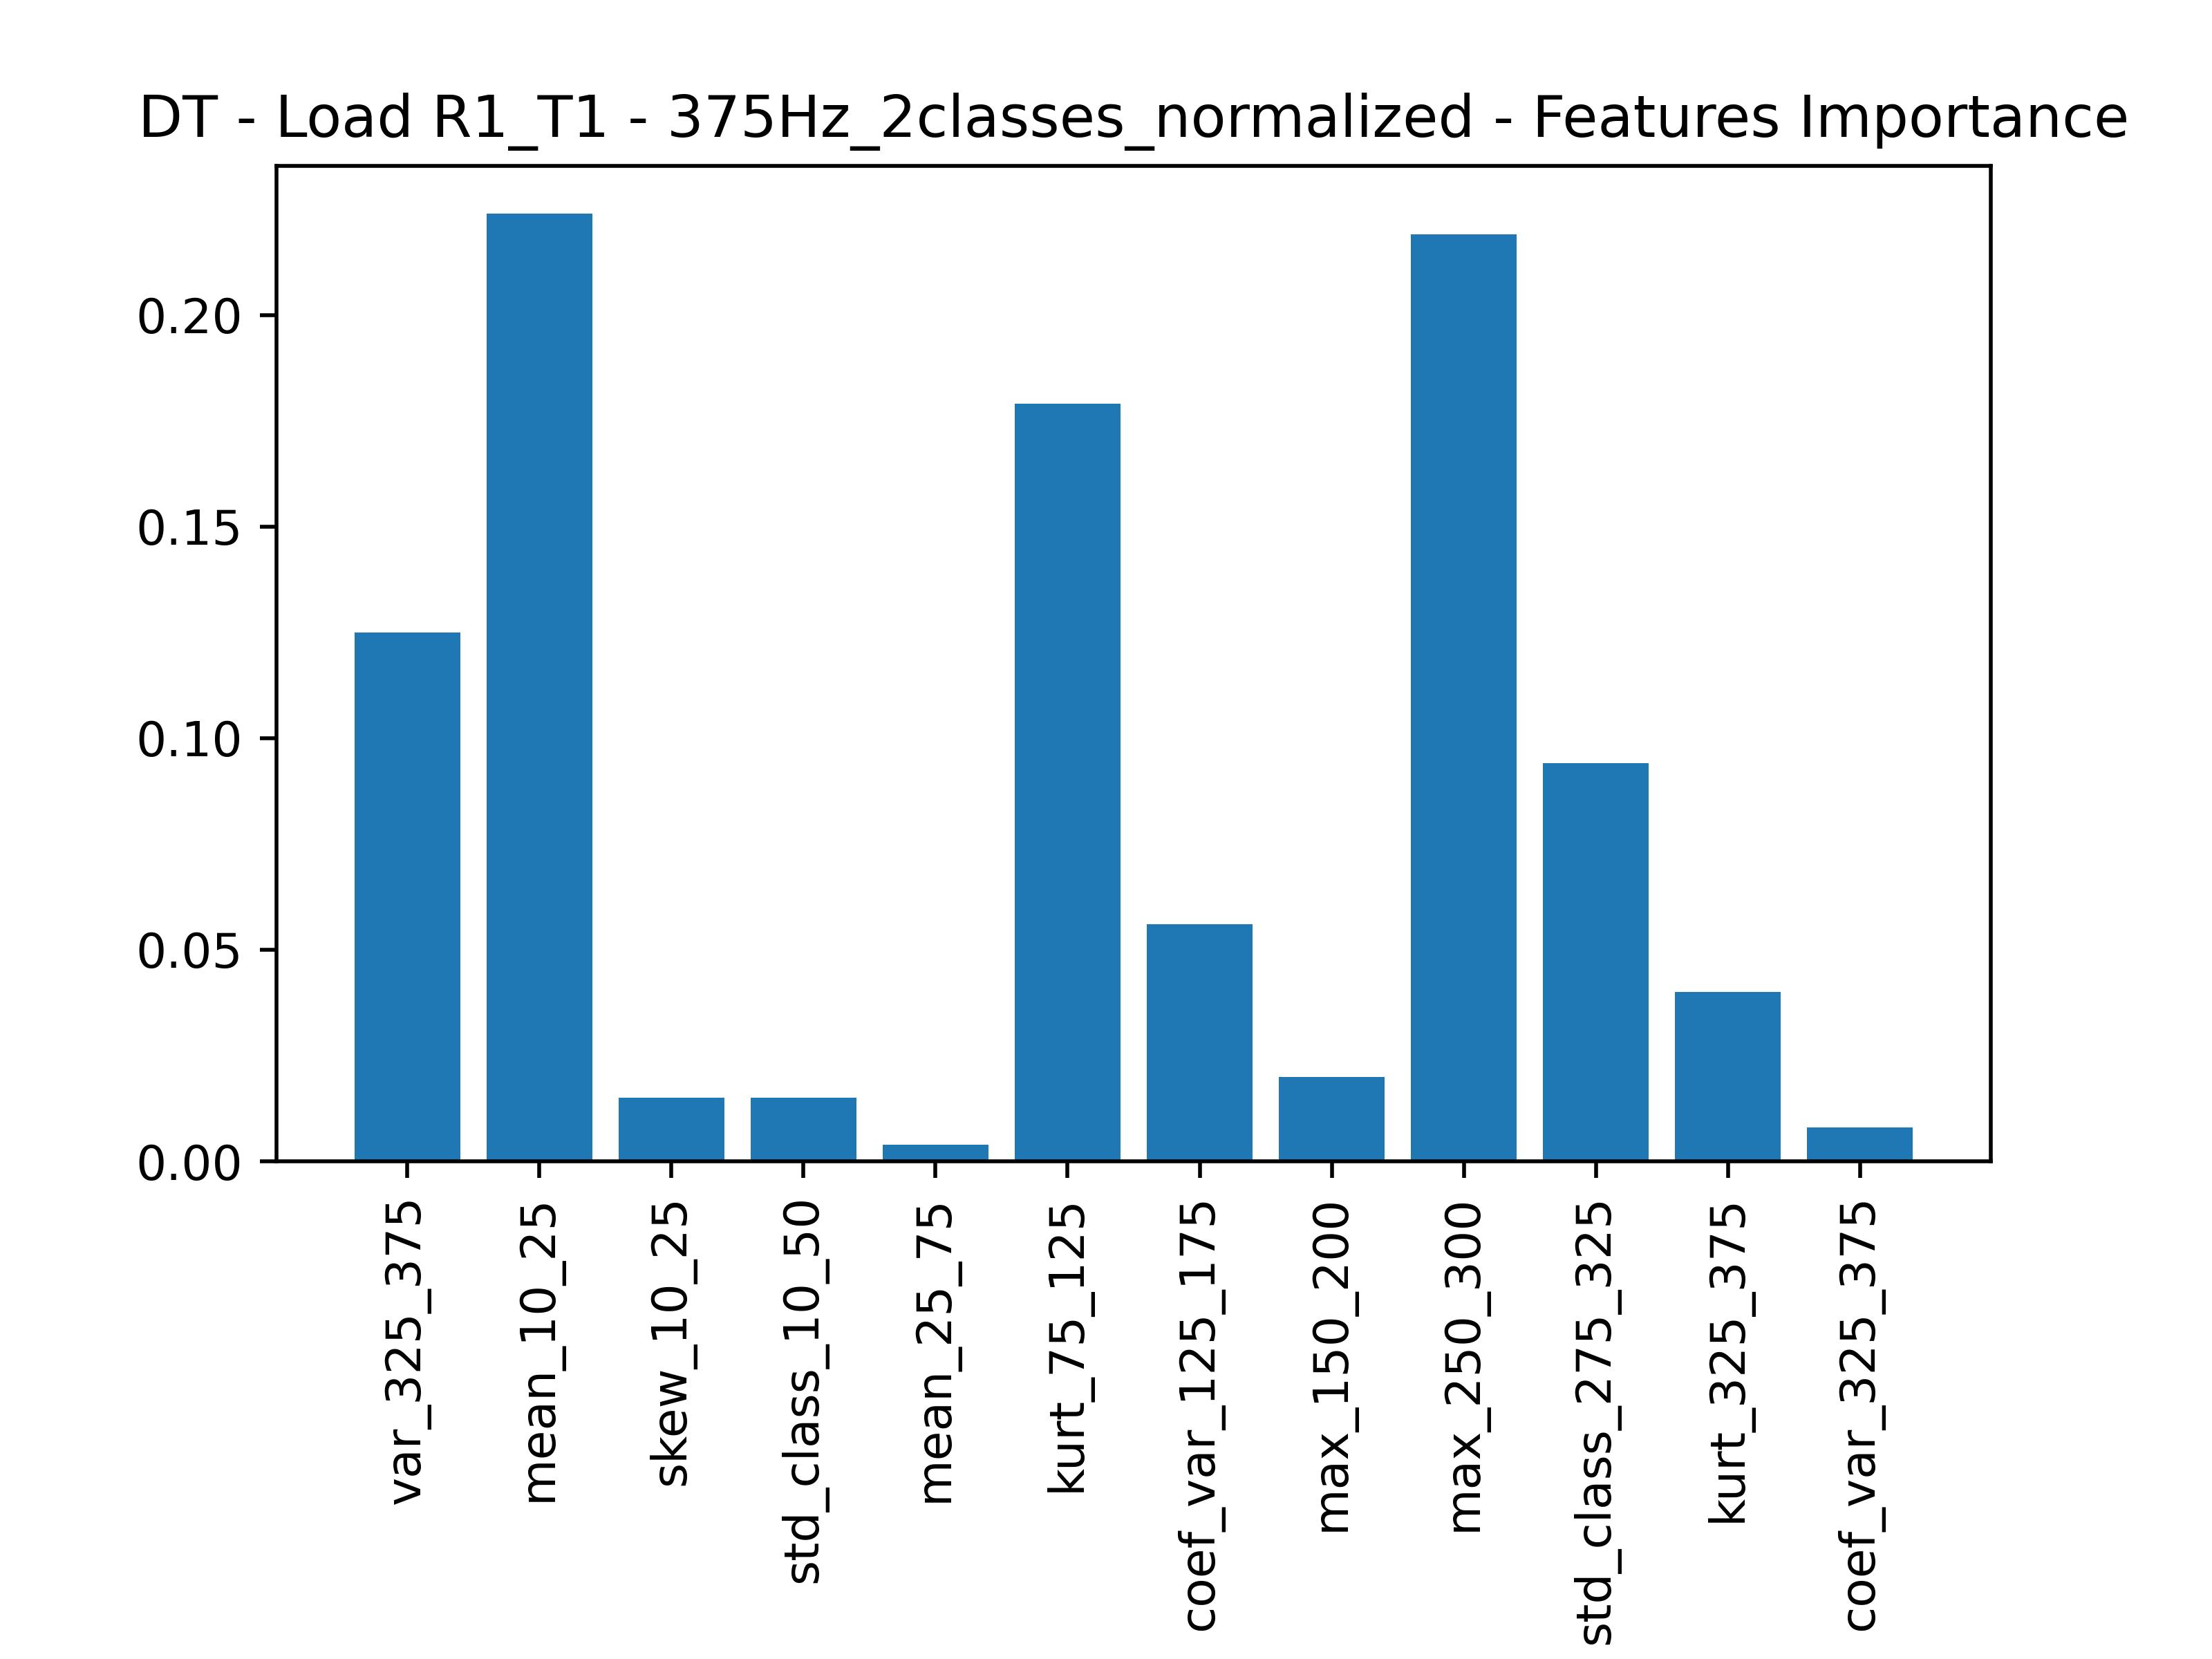 DT - Load R1_T1 - 375Hz_2classes_normalized - Features Importance
0.20
0.15
0.10
0.05
0.00
var_325_375
mean_10_25
skew_10_25
std_class_10_50
mean_25_75
kurt_75_125
coef_var_125_175
max_150_200
max_250_300
std_class_275_325
kurt_325_375
coef_var_325_375